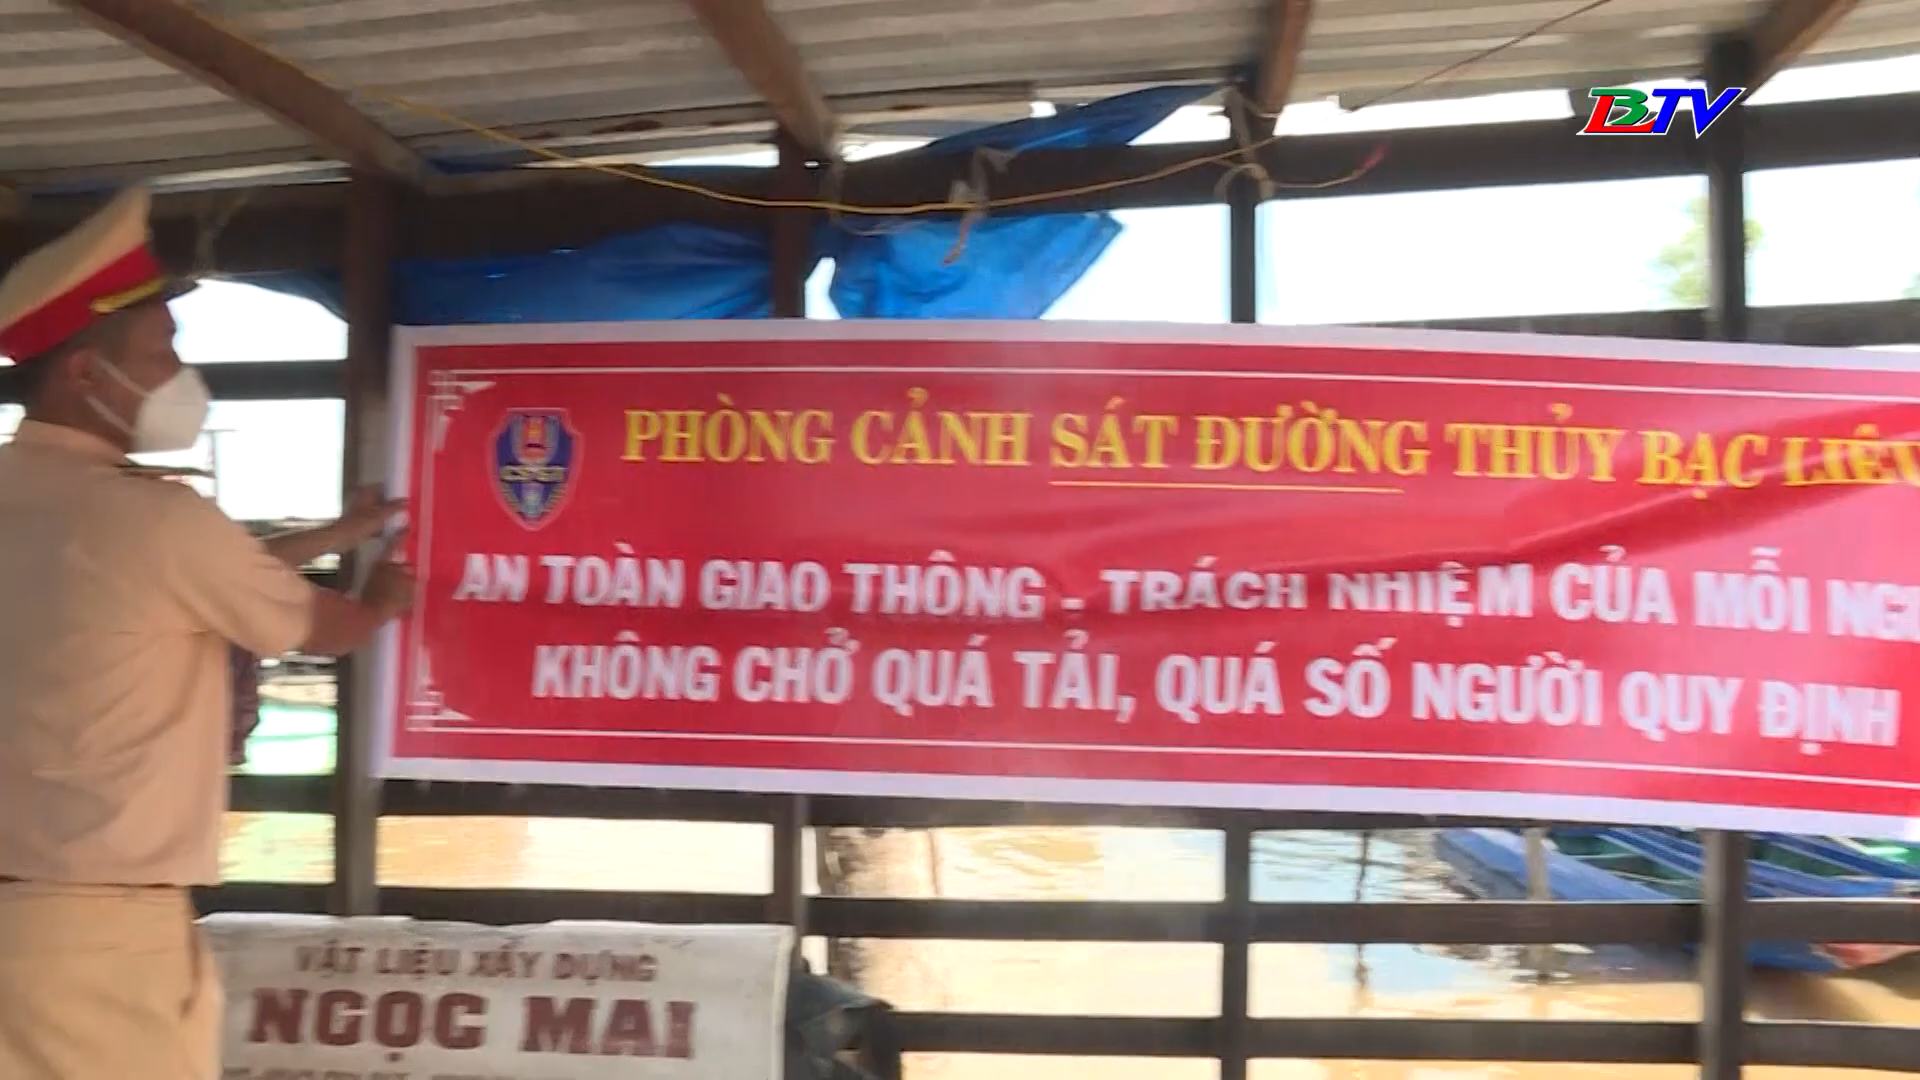 BTV
PHÒNG CẢNH SÁT ĐƯỜNG THỦY BẠC LIÊU
CSGT
AN TOÀN GIAO THÔNG - TRÁCH NHIỆM CỦA MỖI
KHÔNG CHỞ QUÁ TẢI, QUÁ SỐ NGƯỜI QUY ĐỊNH
VẬT LIỆU XÂY DỰNG
NGỌC MAI